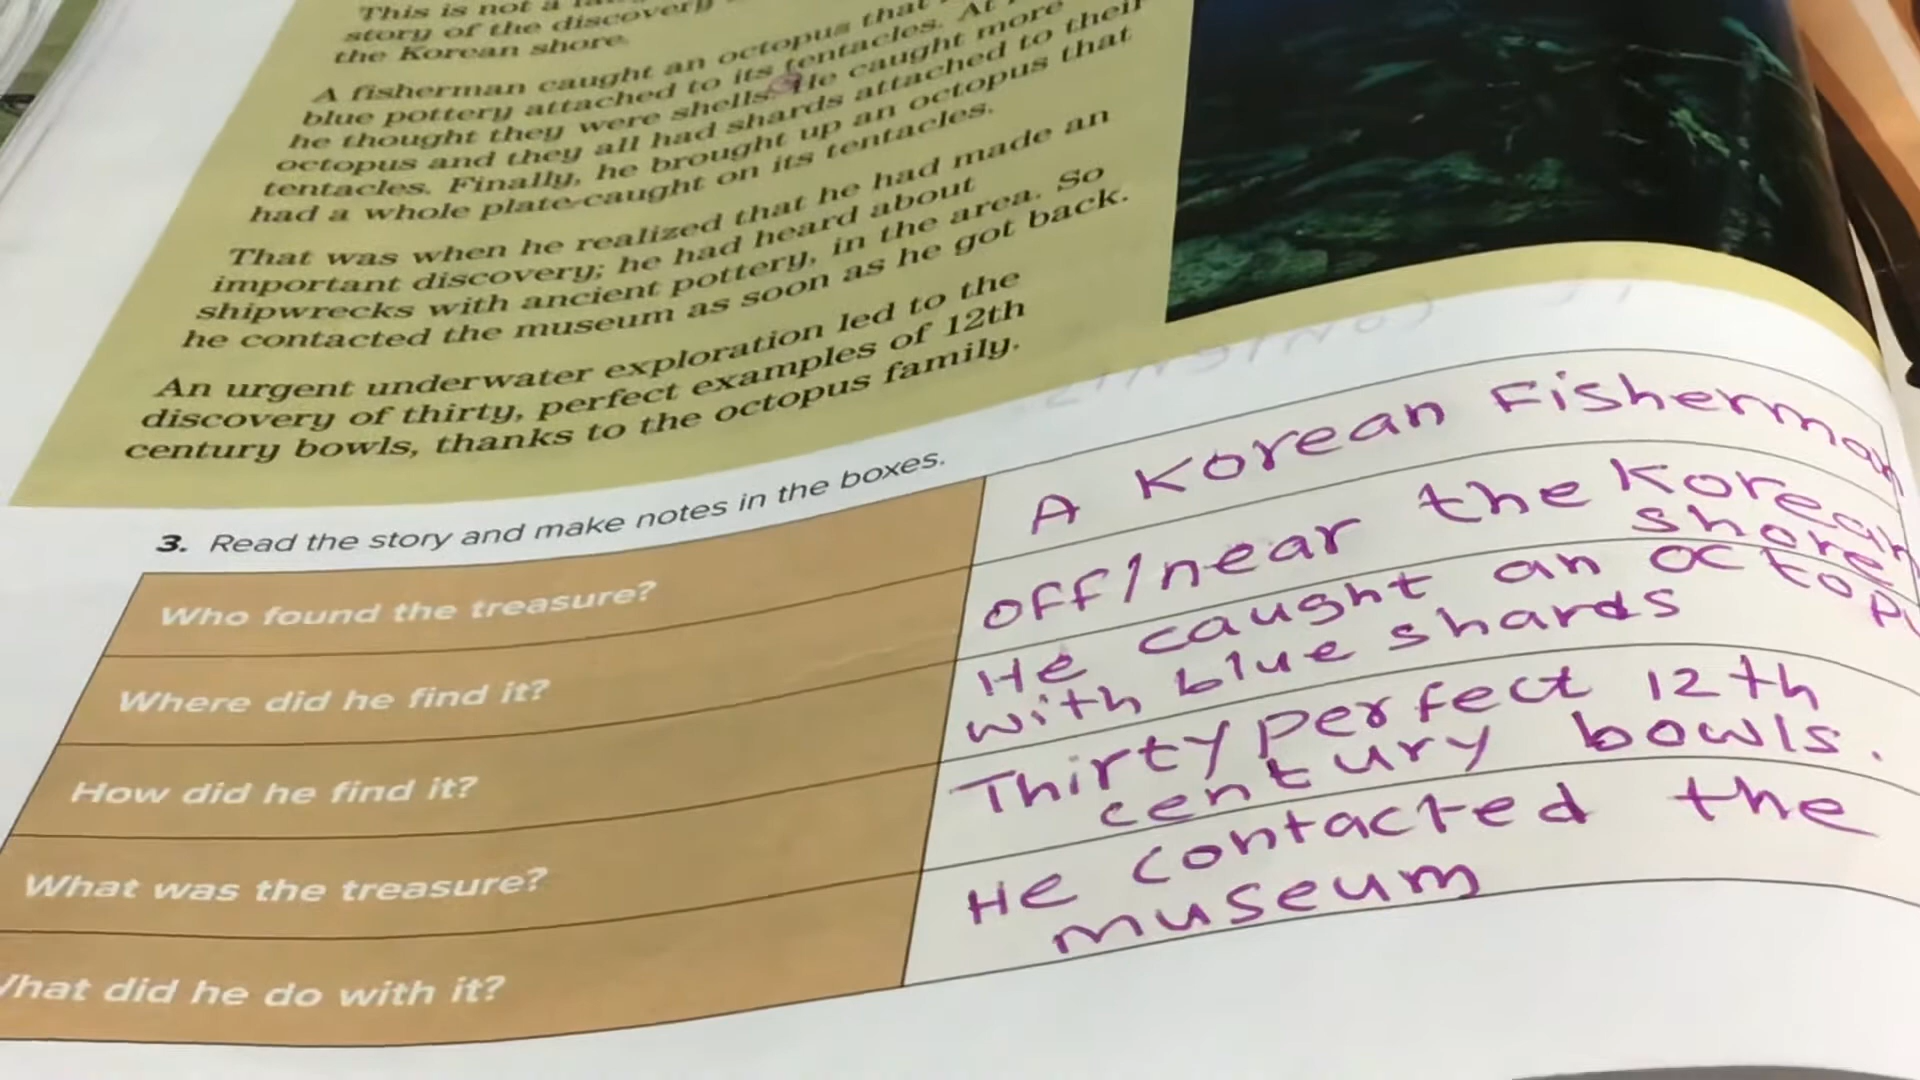 This is not a
story of the discovery
the Korean shore.
A fisherman caught an octopus that
blue pottery attached to its tentacles. At
he thought they were shells. He caught more
octopus and they all had shards attached to their
tentacles. Finally, he brought up an octopus that
had a whole plate caught on its tentacles.
That was when he realized that he had made an
important discovery; he had heard about
shipwrecks with ancient pottery, in the area. So
he contacted the museum as soon as he got back.
An urgent underwater exploration led to the
discovery of thirty, perfect examples of 12th
century bowls, thanks to the octopus family.
3. Read the story and make notes in the boxes.
Who found the treasure?
A Korean Fisherman
Where did he find it?
off/near the Korean
shore
How did he find it?
He caught an octopu
with blue shards
What was the treasure?
Thirty perfect 12th
century bowls.
What did he do with it?
He contacted the
museum